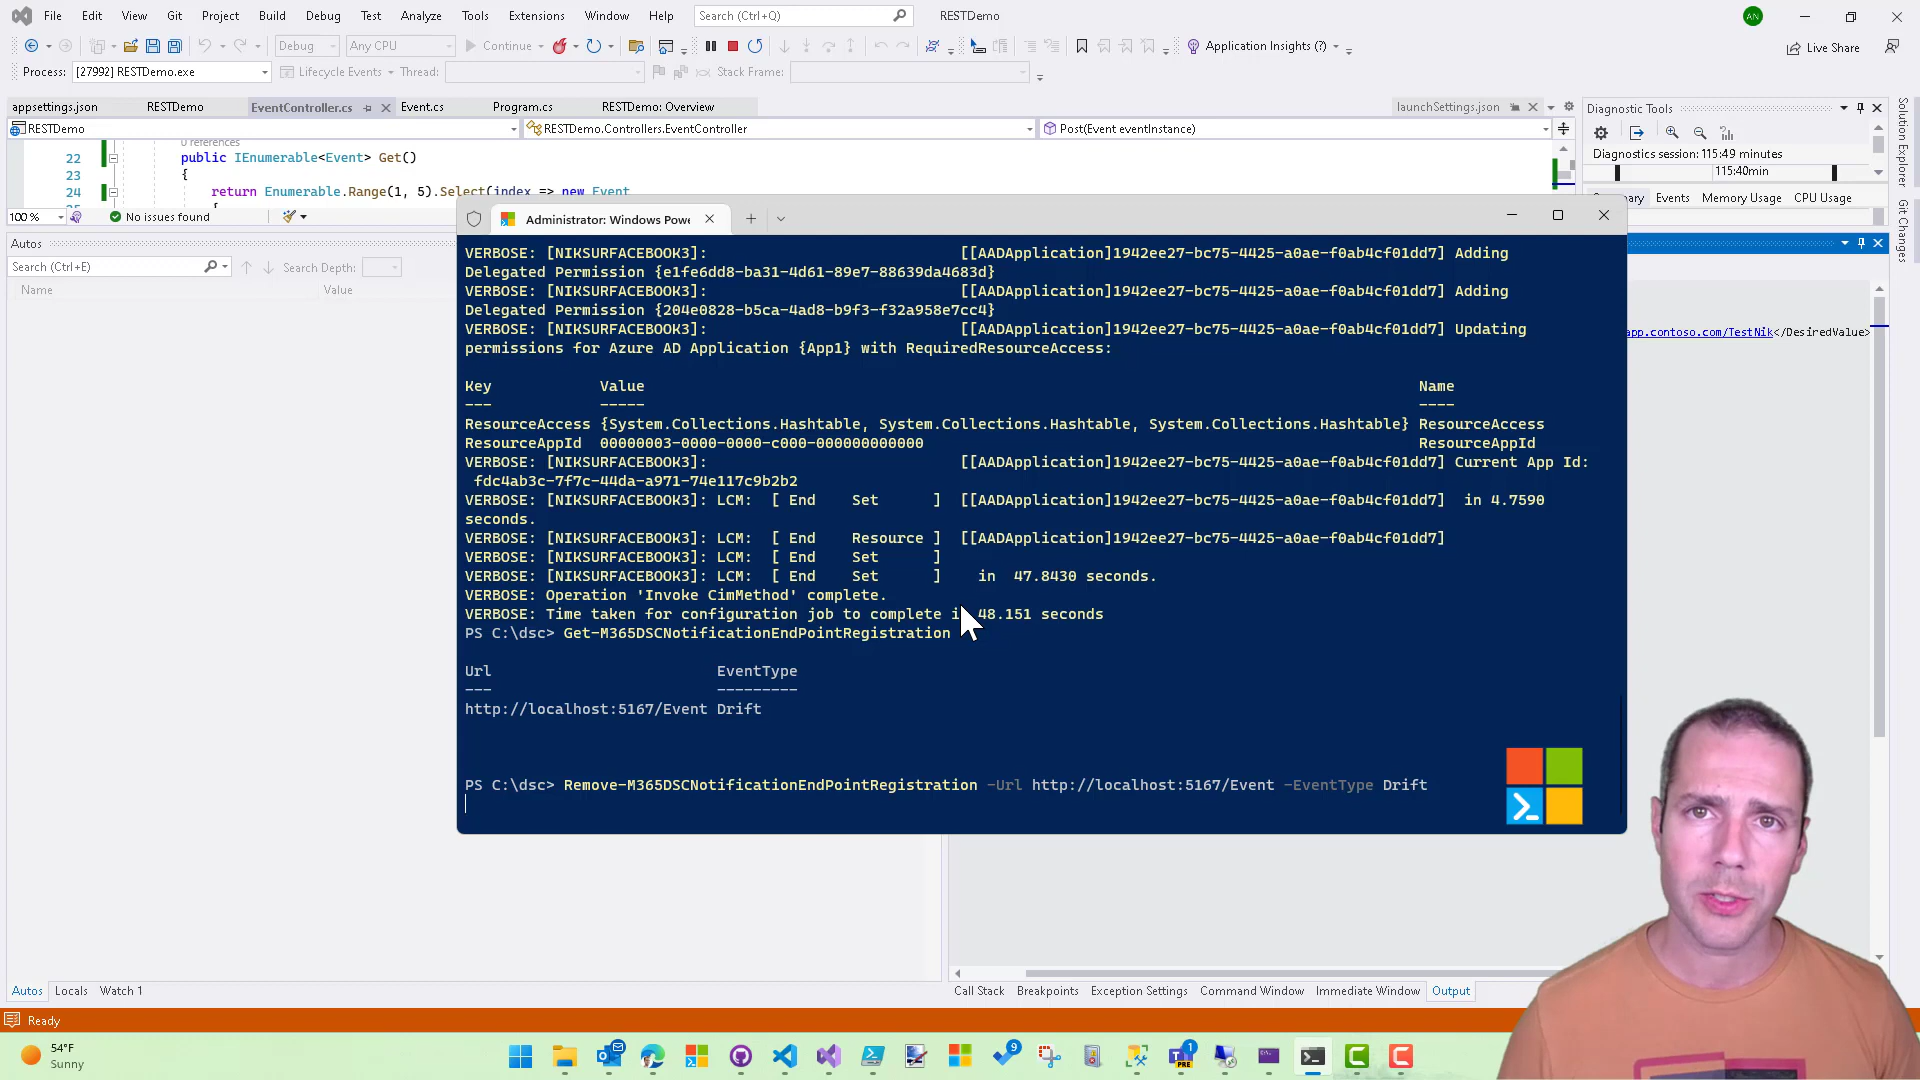 File Edit View Git Project Build Debug Test Analyze Tools Extensions Window Help Search (Ctrl+Q) RESTDemo AN
Debug Any CPU Continue Application Insights (?) Live Share
Process: [27992] RESTDemo.exe Lifecycle Events Thread: Stack Frame:
appsettings.json RESTDemo EventController.cs Event.cs Program.cs RESTDemo: Overview launchSettings.json
RESTDemo RESTDemo.Controllers.EventController Post(Event eventInstance)
0 references
22 public IEnumerable<Event> Get()
23 {
24 return Enumerable.Range(1, 5).Select(index => new Event
100 % No issues found
Diagnostic Tools
Diagnostics session: 115:49 minutes
115:40min
Events Memory Usage CPU Usage
Solution Explorer
Git Changes
Autos
Search (Ctrl+E) Search Depth:
Name Value
Administrator: Windows Powe
VERBOSE: [NIKSURFACEBOOK3]: [[AADApplication]1942ee27-bc75-4425-a0ae-f0ab4cf01dd7] Adding
Delegated Permission {e1fe6dd8-ba31-4d61-89e7-88639da4683d}
VERBOSE: [NIKSURFACEBOOK3]: [[AADApplication]1942ee27-bc75-4425-a0ae-f0ab4cf01dd7] Adding
Delegated Permission {204e0828-b5ca-4ad8-b9f3-f32a958e7cc4}
VERBOSE: [NIKSURFACEBOOK3]: [[AADApplication]1942ee27-bc75-4425-a0ae-f0ab4cf01dd7] Updating
permissions for Azure AD Application {App1} with RequiredResourceAccess:
Key Value Name
--- ----- ----
ResourceAccess {System.Collections.Hashtable, System.Collections.Hashtable, System.Collections.Hashtable} ResourceAccess
ResourceAppId 00000003-0000-0000-c000-000000000000 ResourceAppId
VERBOSE: [NIKSURFACEBOOK3]: [[AADApplication]1942ee27-bc75-4425-a0ae-f0ab4cf01dd7] Current App Id:
fdc4ab3c-7f7c-44da-a971-74e117c9b2b2
VERBOSE: [NIKSURFACEBOOK3]: LCM: [ End Set ] [[AADApplication]1942ee27-bc75-4425-a0ae-f0ab4cf01dd7] in 4.7590
seconds.
VERBOSE: [NIKSURFACEBOOK3]: LCM: [ End Resource ] [[AADApplication]1942ee27-bc75-4425-a0ae-f0ab4cf01dd7]
VERBOSE: [NIKSURFACEBOOK3]: LCM: [ End Set ]
VERBOSE: [NIKSURFACEBOOK3]: LCM: [ End Set ] in 47.8430 seconds.
VERBOSE: Operation 'Invoke CimMethod' complete.
VERBOSE: Time taken for configuration job to complete 48.151 seconds
PS C:\dsc> Get-M365DSCNotificationEndPointRegistration
Url EventType
--- ---------
http://localhost:5167/Event Drift
PS C:\dsc> Remove-M365DSCNotificationEndPointRegistration -Url http://localhost:5167/Event -EventType Drift
app.contoso.com/TestNik</DesiredValue>
Autos Locals Watch 1
Call Stack Breakpoints Exception Settings Command Window Immediate Window Output
Ready
54°F
Sunny
9
1
PRE